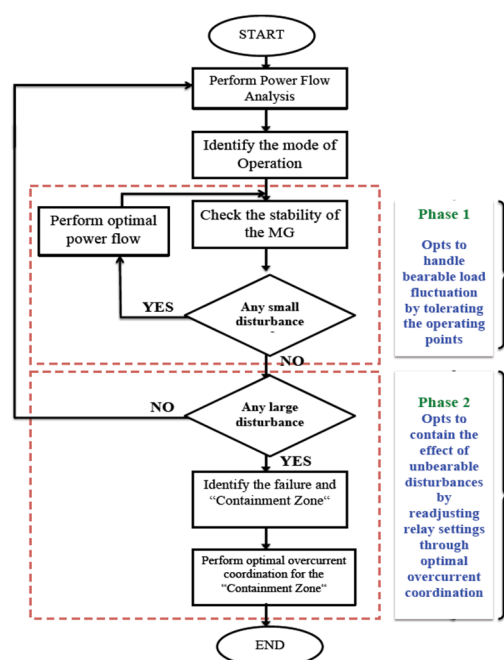 START
Perform Power Flow
Analysis
Identify the mode of
Operation
Perform optimal
power flow
Check the stability of
the MG
YES
Any small
disturbance
NO
Phase 1
Opts to
handle
bearable load
fluctuation
by tolerating
the operating
points
NO
Any large
disturbance
YES
Identify the failure and
“Containment Zone“
Perform optimal overcurrent
coordination for the
“Containment Zone“
END
Phase 2
Opts to
contain the
effect of
unbearable
disturbances
by
readjusting
relay settings
through
optimal
overcurrent
coordination